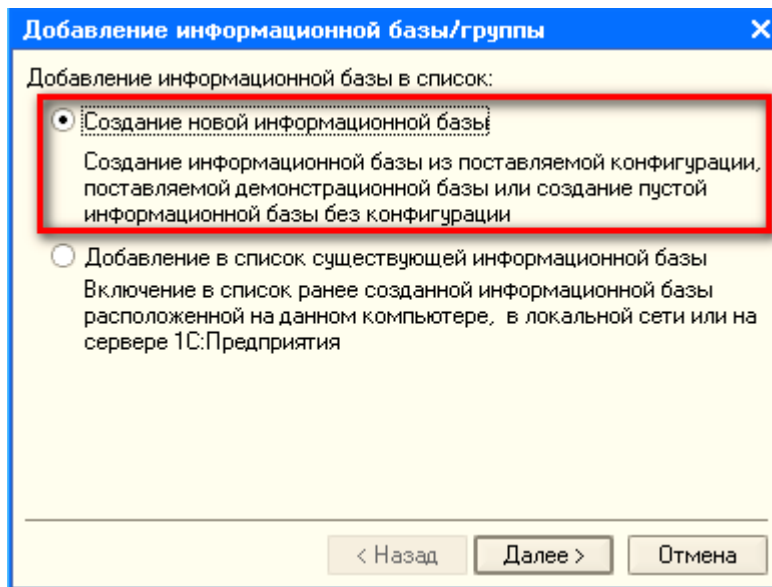 Добавление информационной базы/группы
Добавление информационной базы в список:
Создание новой информационной базы
Создание информационной базы из поставляемой конфигурации,
поставляемой демонстрационной базы или создание пустой
информационной базы без конфигурации
Добавление в список существующей информационной базы
Включение в список ранее созданной информационной базы
расположенной на данном компьютере, в локальной сети или на
сервере 1С:Предприятия
< Назад Далее > Отмена